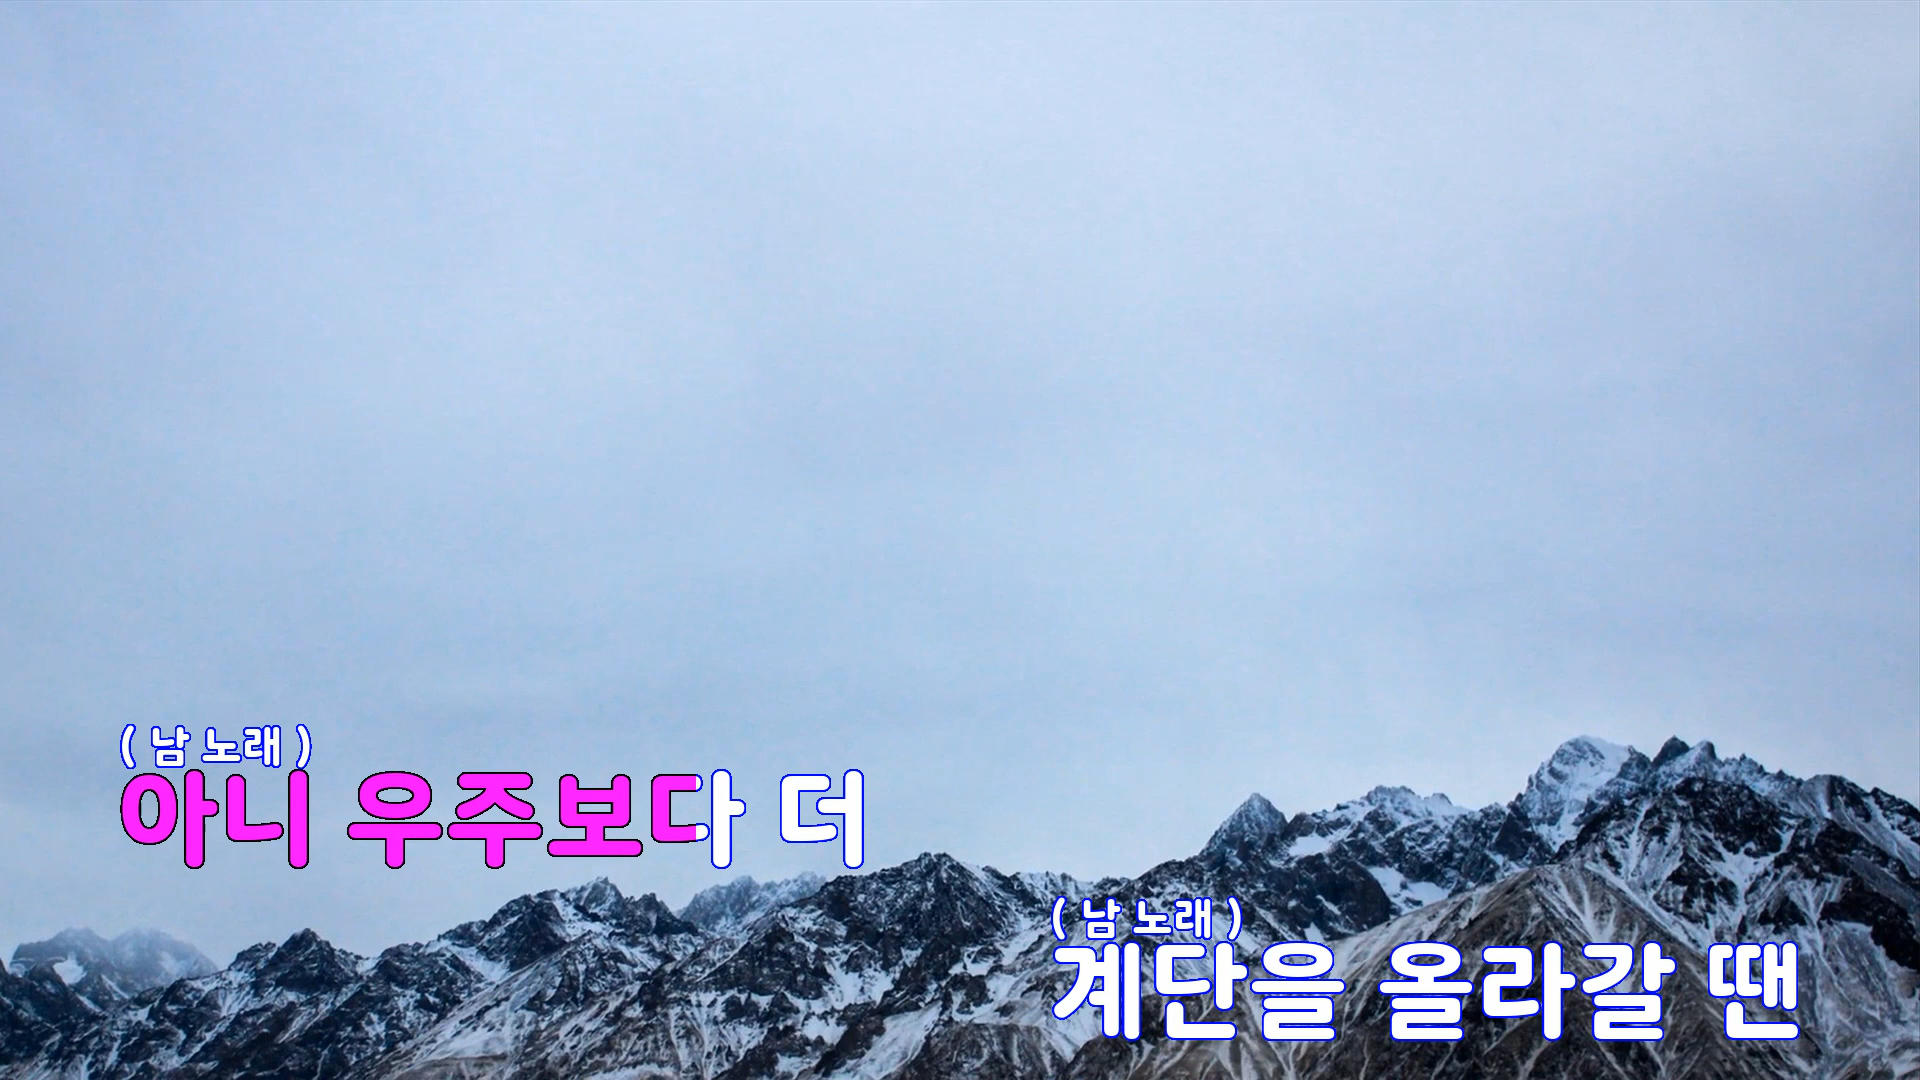 ( 남 노래 )
아니 우주보다 더
( 남 노래 )
계단을 올라갈 땐